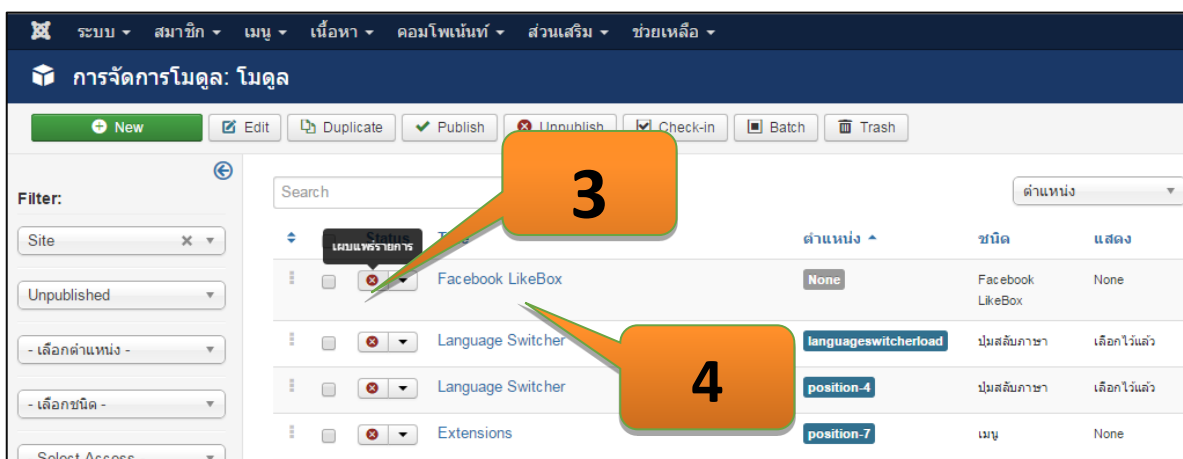 ระบบ สมาชิก เมนู เนื้อหา คอมโพเน้นท์ ส่วนเสริม ช่วยเหลือ
การจัดการโมดูล: โมดูล
New Edit Duplicate Publish Unpublish Check-in Batch Trash
3
Filter:
Search
ตำแหน่ง
Site
เผยแพร่รายการ
Status
ตำแหน่ง ชนิด แสดง
Facebook LikeBox None Facebook LikeBox None
Unpublished
Language Switcher languageswitcherload ปุ่มสลับภาษา เลือกไว้แล้ว
- เลือกตำแหน่ง -
4
Language Switcher position-4 ปุ่มสลับภาษา เลือกไว้แล้ว
- เลือกชนิด -
Extensions position-7 เมนู None
Select Access